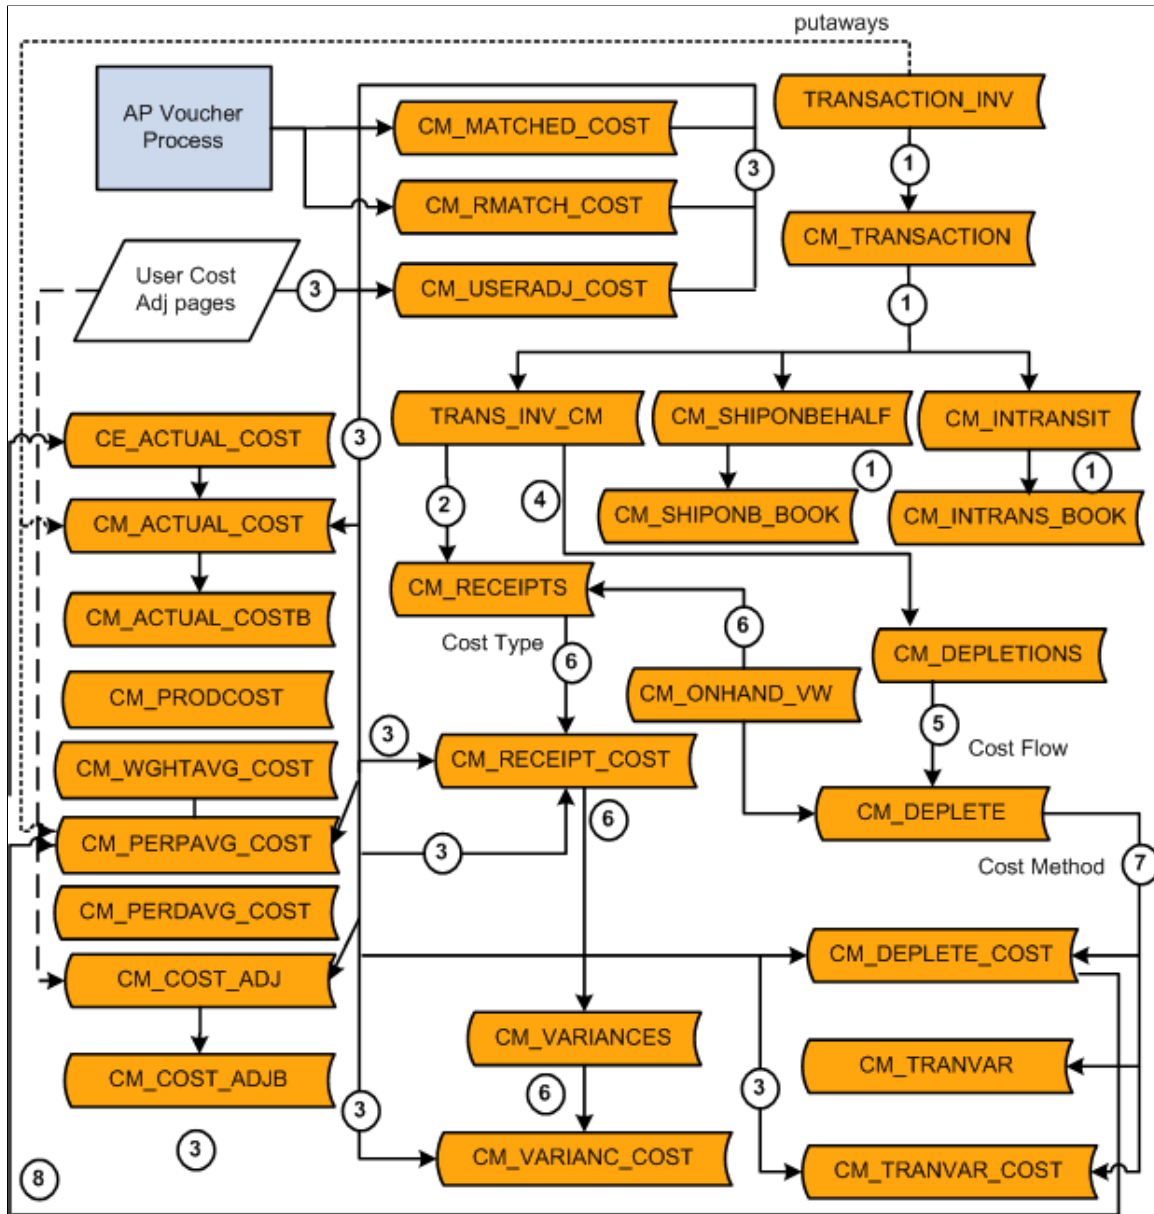 putaways
AP Voucher
Process
CM_MATCHED_COST
TRANSACTION_INV
1
3
CM_RMATCH_COST
CM_TRANSACTION
User Cost
Adj pages
3
CM_USERADJ_COST
1
TRANS_INV_CM
CM_SHIPONBEHALF
CM_INTRANSIT
CE_ACTUAL_COST
3
1
1
2
4
CM_ACTUAL_COST
CM_SHIPONB_BOOK
CM_INTRANS_BOOK
CM_RECEIPTS
CM_ACTUAL_COSTB
Cost Type
6
6
CM_DEPLETIONS
CM_PRODCOST
CM_ONHAND_VW
5
3
Cost Flow
CM_WGHTAVG_COST
CM_RECEIPT_COST
6
CM_DEPLETE
CM_PERPAVG_COST
3
Cost Method
7
CM_PERDAVG_COST
CM_DEPLETE_COST
CM_COST_ADJ
CM_VARIANCES
CM_TRANVAR
CM_COST_ADJB
6
3
3
3
CM_VARIANC_COST
CM_TRANVAR_COST
8